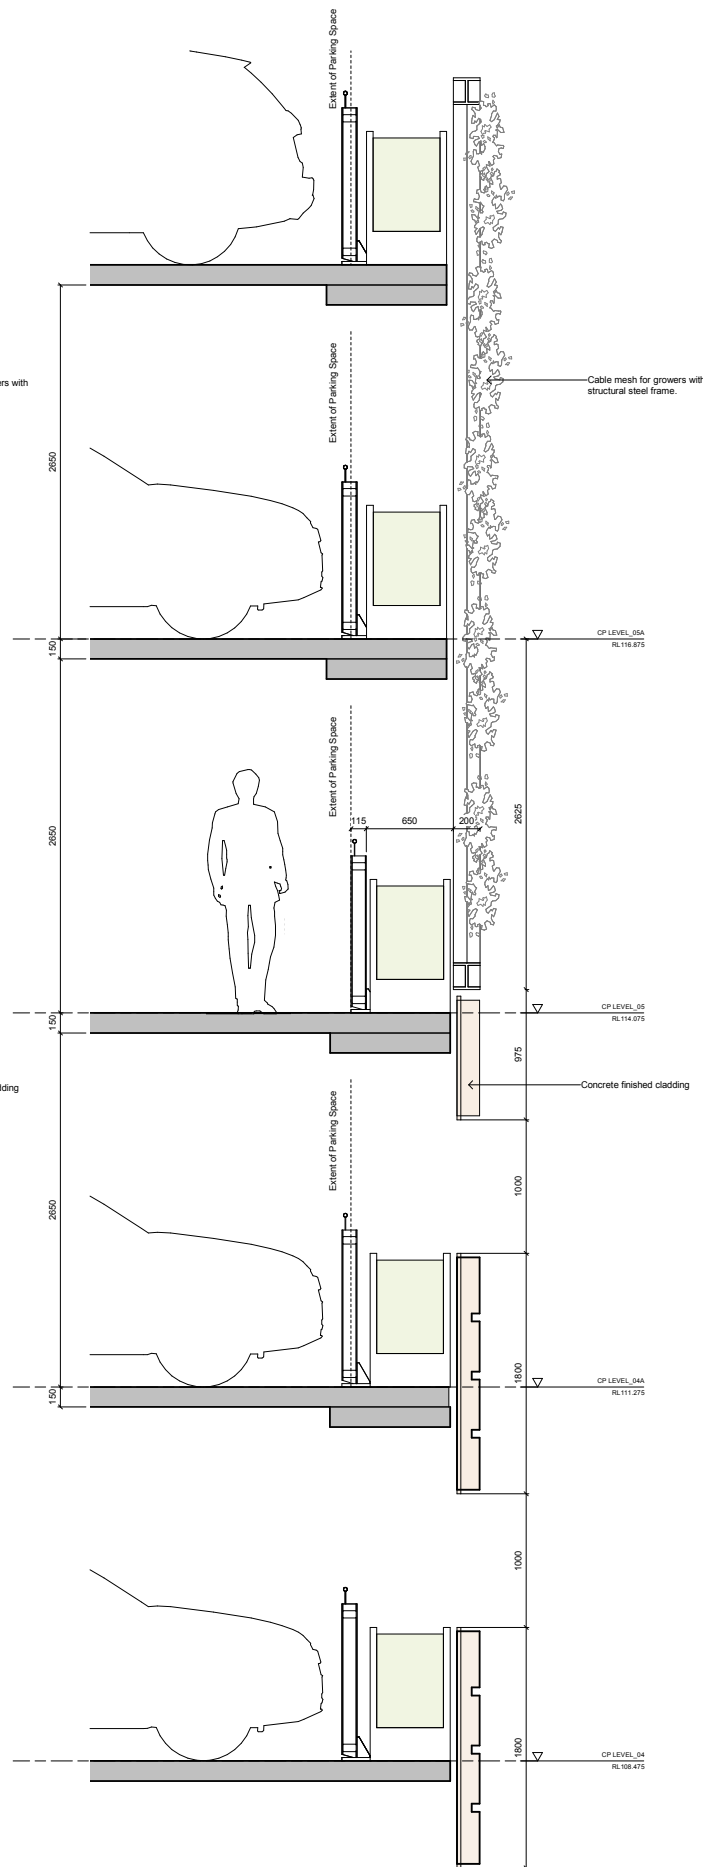 Extent of Parking Space
ers with
Cable mesh for growers with
structural steel frame.
Extent of Parking Space
2650
CP LEVEL_05A
RL116.875
150
Extent of Parking Space
115
650
200
2625
2650
CP LEVEL_05
RL114.075
150
975
lding
Concrete finished cladding
Extent of Parking Space
1000
2650
1800
CP LEVEL_04A
RL111.275
150
1000
1800
CP LEVEL_04
RL108.475